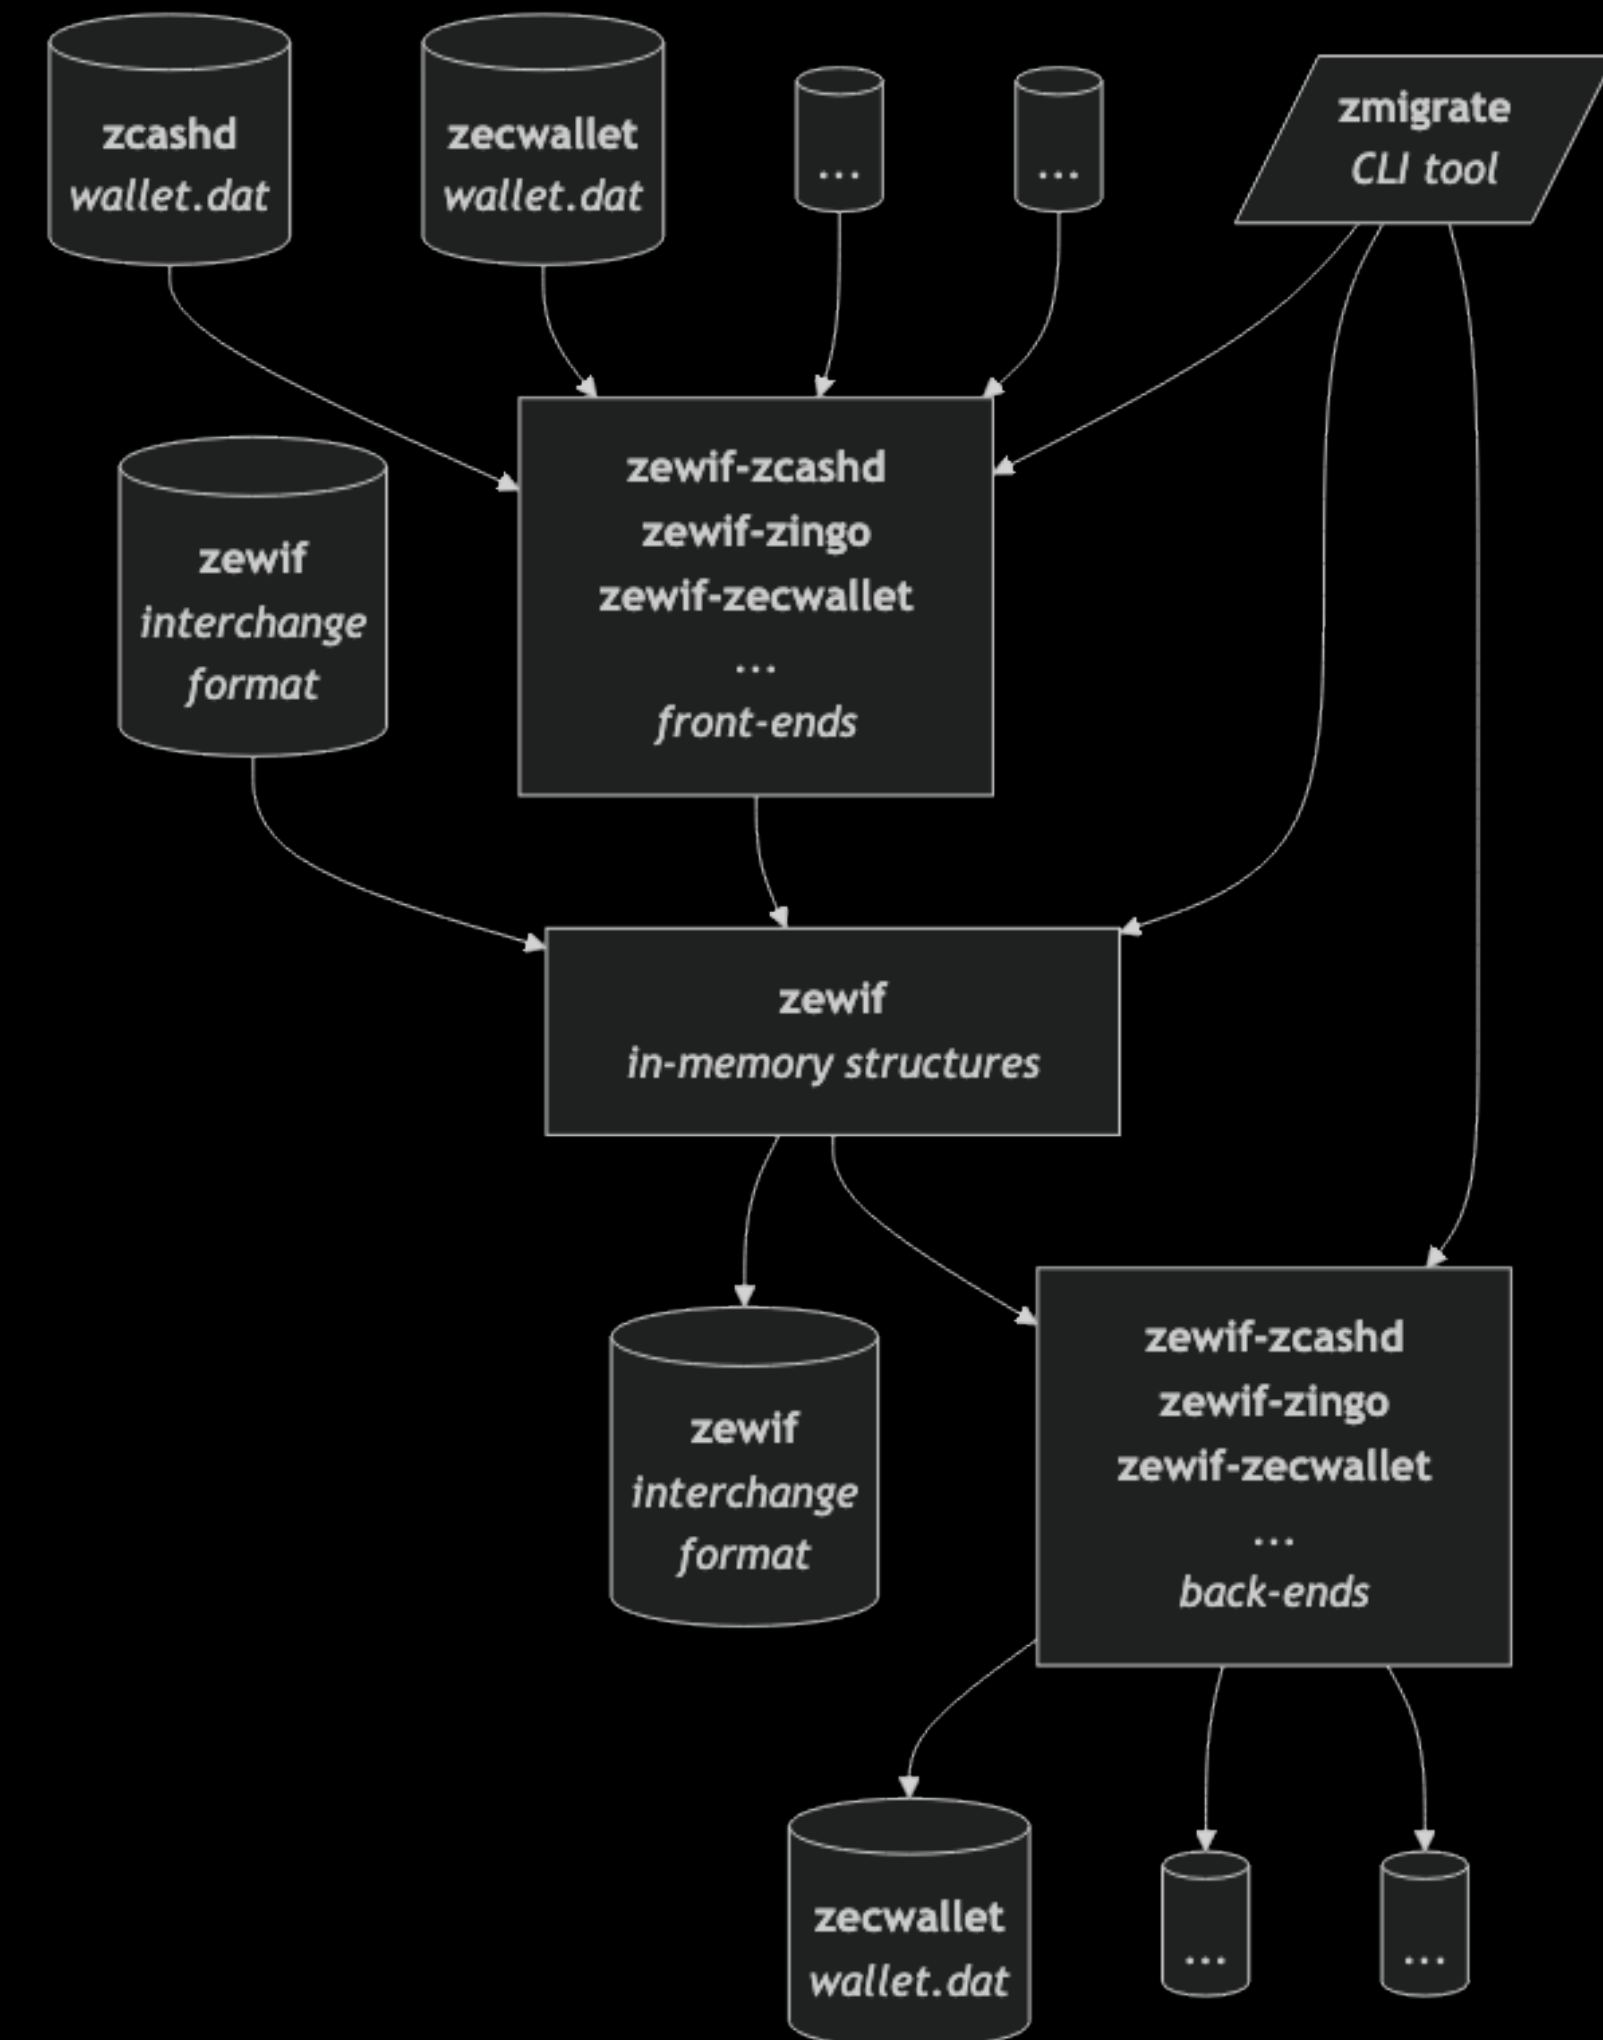 zcashd
wallet.dat
zecwallet
wallet.dat
...
...
zmigrate
CLI tool
zewif-zcashd
zewif-zingo
zewif-zecwallet
...
front-ends
zewif
interchange
format
zewif
in-memory structures
zewif
interchange
format
zewif-zcashd
zewif-zingo
zewif-zecwallet
...
back-ends
zecwallet
wallet.dat
...
...